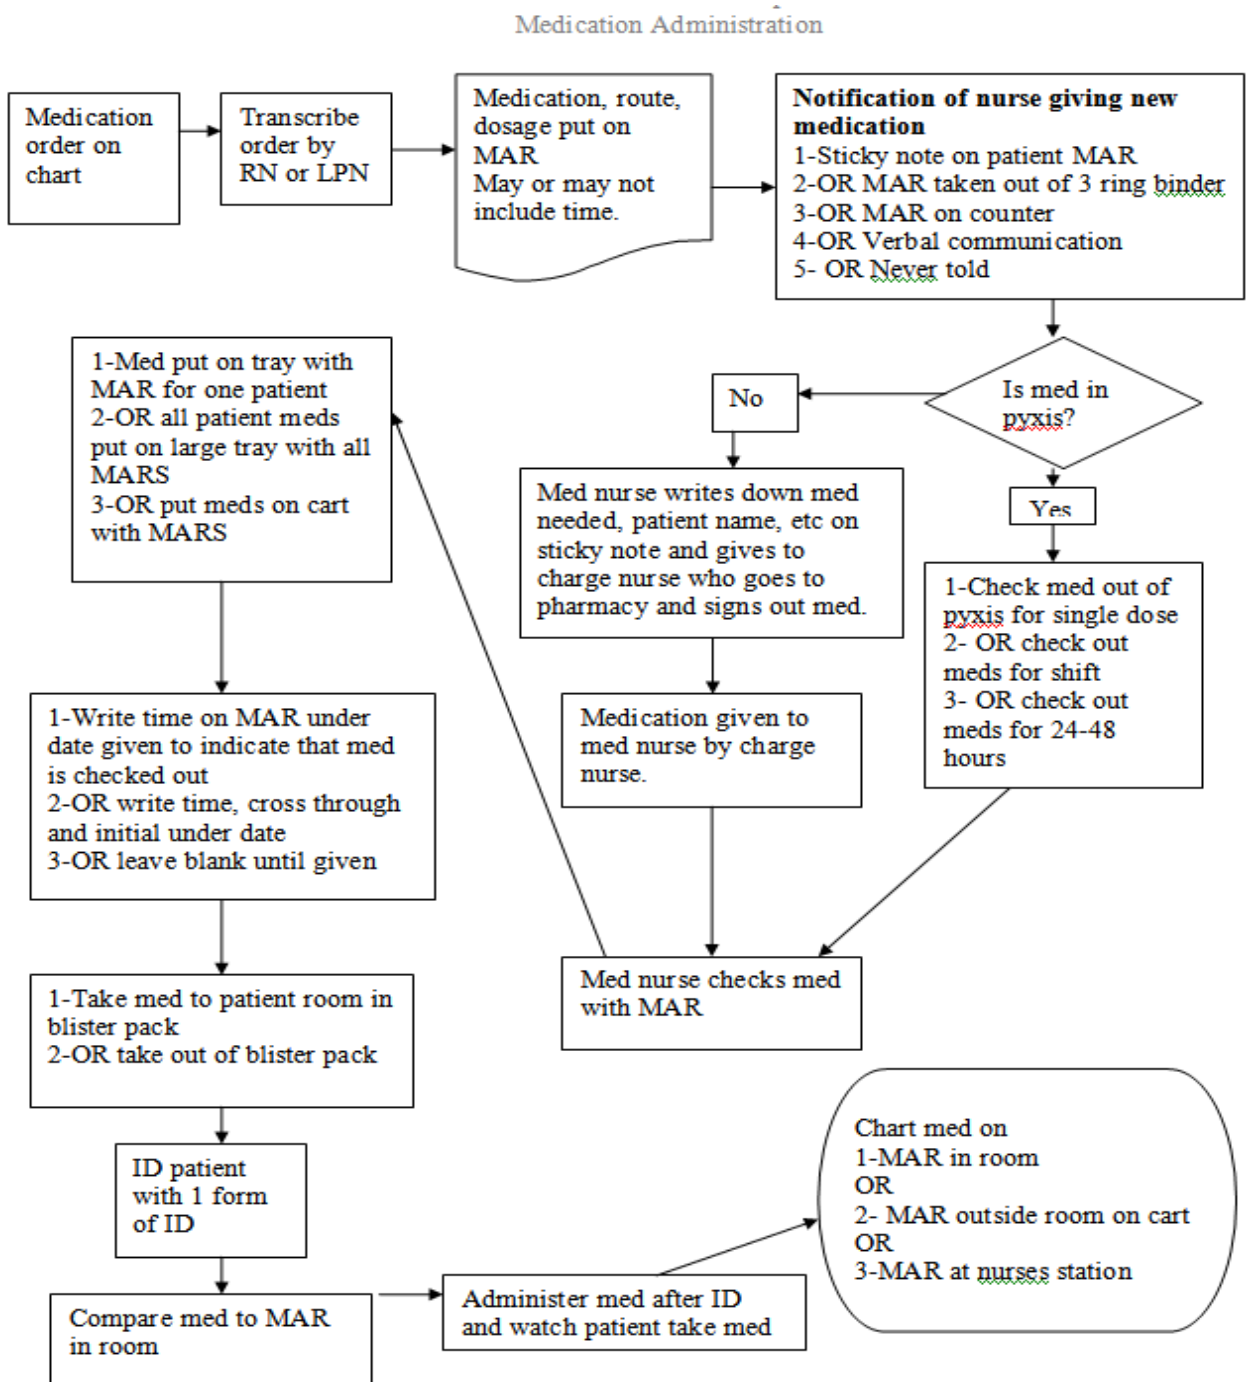 Medication Administration
Medication
order on
chart
Transcribe
order by
RN or LPN
Medication, route,
dosage put on
MAR
May or may not
include time.
Notification of nurse giving new
medication
1-Sticky note on patient MAR
2-OR MAR taken out of 3 ring binder
3-OR MAR on counter
4-OR Verbal communication
5- OR Never told
Is med in
pyxis?
No
Yes
Med nurse writes down med
needed, patient name, etc on
sticky note and gives to
charge nurse who goes to
pharmacy and signs out med.
1-Check med out of
pyxis for single dose
2- OR check out
meds for shift
3- OR check out
meds for 24-48
hours
Medication given to
med nurse by charge
nurse.
Med nurse checks med
with MAR
1-Med put on tray with
MAR for one patient
2-OR all patient meds
put on large tray with all
MARS
3-OR put meds on cart
with MARS
1-Write time on MAR under
date given to indicate that med
is checked out
2-OR write time, cross through
and initial under date
3-OR leave blank until given
1-Take med to patient room in
blister pack
2-OR take out of blister pack
ID patient
with 1 form
of ID
Compare med to MAR
in room
Administer med after ID
and watch patient take med
Chart med on
1-MAR in room
OR
2- MAR outside room on cart
OR
3-MAR at nurses station